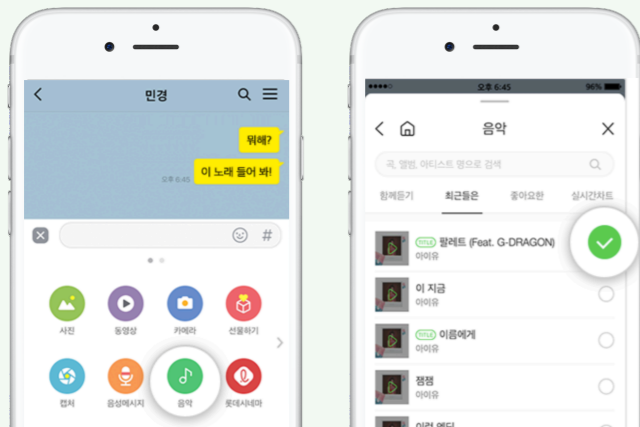 민경
뭐해?
이 노래 들어 봐!
오후 6:45
#
사진
동영상
카메라
선물하기
캡처
음성메시지
음악
롯데시네마
오후 6:45
96%
음악
곡, 앨범, 아티스트 명으로 검색
함께듣기
최근들은
좋아요한
실시간차트
TITLE 팔레트 (Feat. G-DRAGON)
아이유
이 지금
아이유
TITLE 이름에게
아이유
잼잼
아이유
이런 엔딩